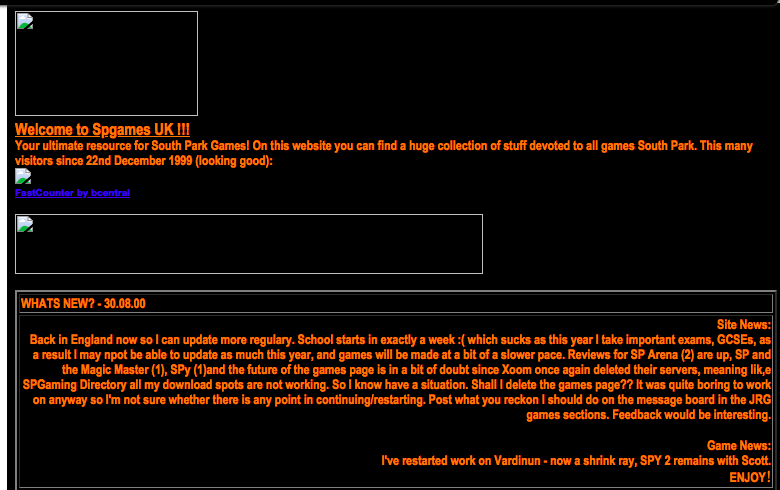 Welcome to Spgames UK !!!
Your ultimate resource for South Park Games! On this website you can find a huge collection of stuff devoted to all games South Park. This many
visitors since 22nd December 1999 (looking good):
FastCounter by bcentral
WHATS NEW? - 30.08.00
Site News:
Back in England now so I can update more regulary. School starts in exactly a week :( which sucks as this year I take important exams, GCSEs, as
a result I may npot be able to update as much this year, and games will be made at a bit of a slower pace. Reviews for SP Arena (2) are up, SP and
the Magic Master (1), SPy (1)and the future of the games page is in a bit of doubt since Xoom once again deleted their servers, meaning lik,e
SPGaming Directory all my download spots are not working. So I know have a situation. Shall I delete the games page?? It was quite boring to work
on anyway so I'm not sure whether there is any point in continuing/restarting. Post what you reckon I should do on the message board in the JRG
games sections. Feedback would be interesting.
Game News:
I've restarted work on Vardinun - now a shrink ray, SPY 2 remains with Scott.
ENJOY!